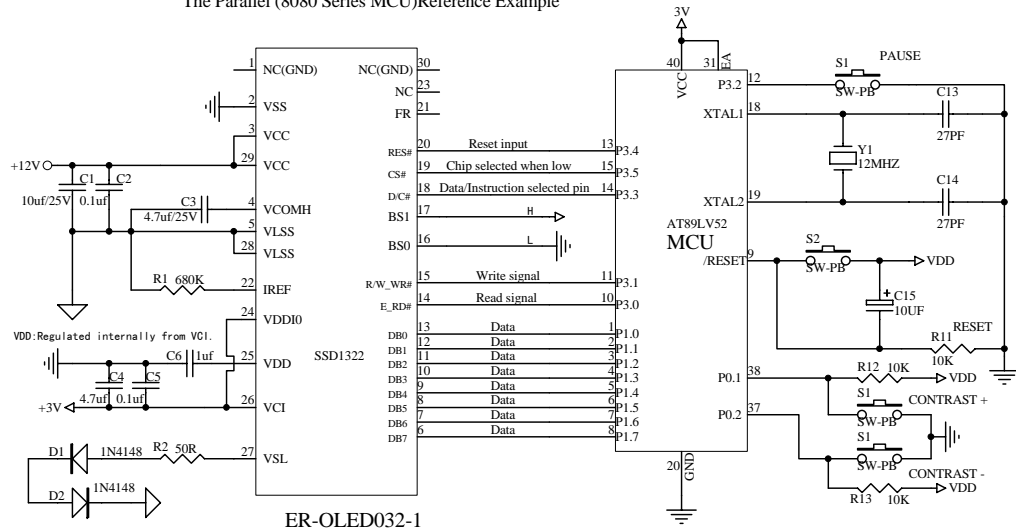 The Parallel (8080 Series MCU)Reference Example
1 NC(GND)
2 VSS
3 VCC
29 VCC
4 VCOMH
5 VLSS
28 VLSS
22 IREF
24 VDDI0
25 VDD
26 VCI
27 VSL
SSD1322
ER-OLED032-1
NC(GND) 30
NC 23
FR 21
RES# 20 Reset input 13 P3.4
CS# 19 Chip selected when low 15 P3.5
D/C# 18 Data/Instruction selected pin 14 P3.3
BS1 17 H
BS0 16 L
R/W_WR# 15 Write signal 11 P3.1
E_RD# 14 Read signal 10 P3.0
DB0 13 Data 1 P1.0
DB1 12 Data 2 P1.1
DB2 11 Data 3 P1.2
DB3 10 Data 4 P1.3
DB4 9 Data 5 P1.4
DB5 8 Data 6 P1.5
DB6 7 Data 7 P1.6
DB7 6 Data 8 P1.7
+12V
C1
10uf/25V
C2
0.1uf
C3
4.7uf/25V
R1 680K
VDD:Regulated internally from VCI.
C6 1uf
C4
4.7uf
C5
0.1uf
+3V
D1 1N4148 R2 50R
D2 1N4148
3V
40
VCC
31
EA
AT89LV52
MCU
20
GND
P3.2 12
XTAL1 18
XTAL2 19
/RESET 9
P0.1 38
P0.2 37
S1 PAUSE
SW-PB
C13
27PF
Y1
12MHZ
C14
27PF
S2
SW-PB
VDD
+
C15
10UF
R11 RESET
10K
R12 10K VDD
S1 CONTRAST +
SW-PB
S1
SW-PB
CONTRAST -
R13 10K VDD